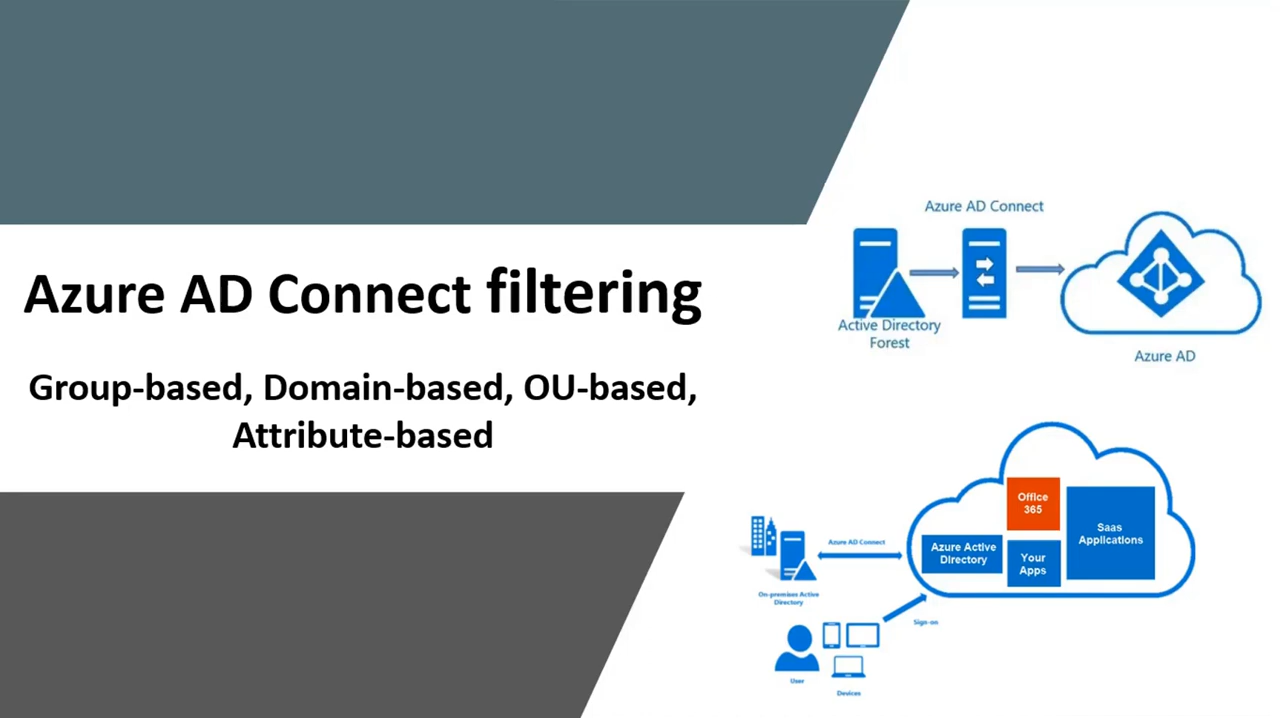 Azure AD Connect filtering
Group-based, Domain-based, OU-based,
Attribute-based
Azure AD Connect
Active Directory
Forest
Azure AD
Office
365
Saas
Applications
Azure Active
Directory
Your
Apps
Azure AD Connect
On-premises Active
Directory
Sign-on
User
Devices